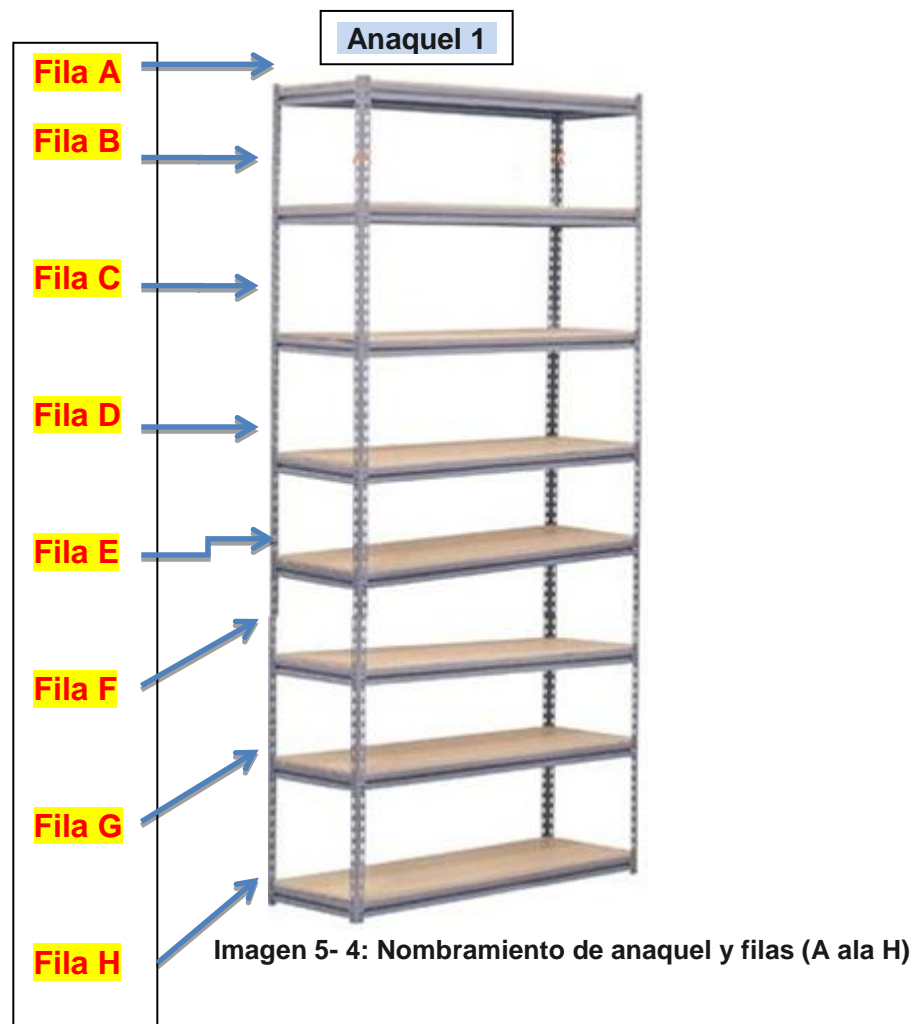 Anaquel 1
Fila A
Fila B
Fila C
Fila D
Fila E
Fila F
Fila G
Fila H
Imagen 5- 4: Nombramiento de anaquel y filas (A ala H)